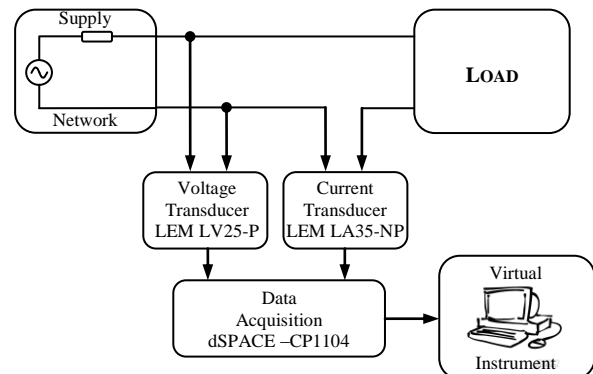 Supply
Network
LOAD
Voltage
Transducer
LEM LV25-P
Current
Transducer
LEM LA35-NP
Data
Acquisition
dSPACE –CP1104
Virtual
Instrument